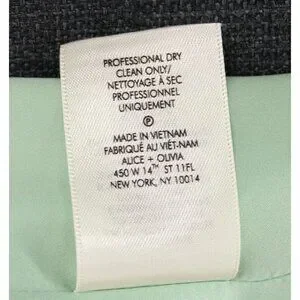 PROFESSIONAL DRY
CLEAN ONLY/
NETTOYAGE À SEC
PROFESSIONNEL
UNIQUEMENT
Ⓟ
MADE IN VIETNAM
FABRIQUÉ AU VIÊT-NAM
ALICE + OLIVIA
450 W 14TH ST 11FL
NEW YORK, NY 10014